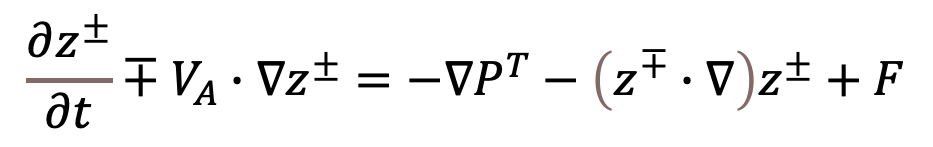 ∂z^± / ∂t ∓ V_A · ∇z^± = −∇P^T − (z^∓ · ∇)z^± + F